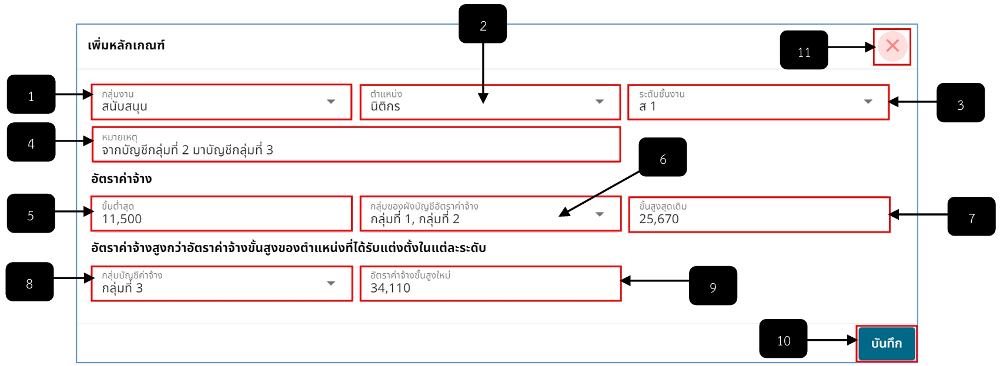 2
เพิ่มหลักเกณฑ์
11
1
กลุ่มงาน
สนับสนุน
ตำแหน่ง
นิติกร
ระดับชั้นงาน
ส 1
3
4
หมายเหตุ
จากบัญชีกลุ่มที่ 2 มาบัญชีกลุ่มที่ 3
6
อัตราค่าจ้าง
5
ขั้นต่ำสุด
11,500
กลุ่มของผังบัญชีอัตราค่าจ้าง
กลุ่มที่ 1, กลุ่มที่ 2
ขั้นสูงสุดเดิม
25,670
7
อัตราค่าจ้างสูงกว่าอัตราค่าจ้างขั้นสูงของตำแหน่งที่ได้รับแต่งตั้งในแต่ละระดับ
8
กลุ่มบัญชีค่าจ้าง
กลุ่มที่ 3
อัตราค่าจ้างขั้นสูงใหม่
34,110
9
10
บันทึก